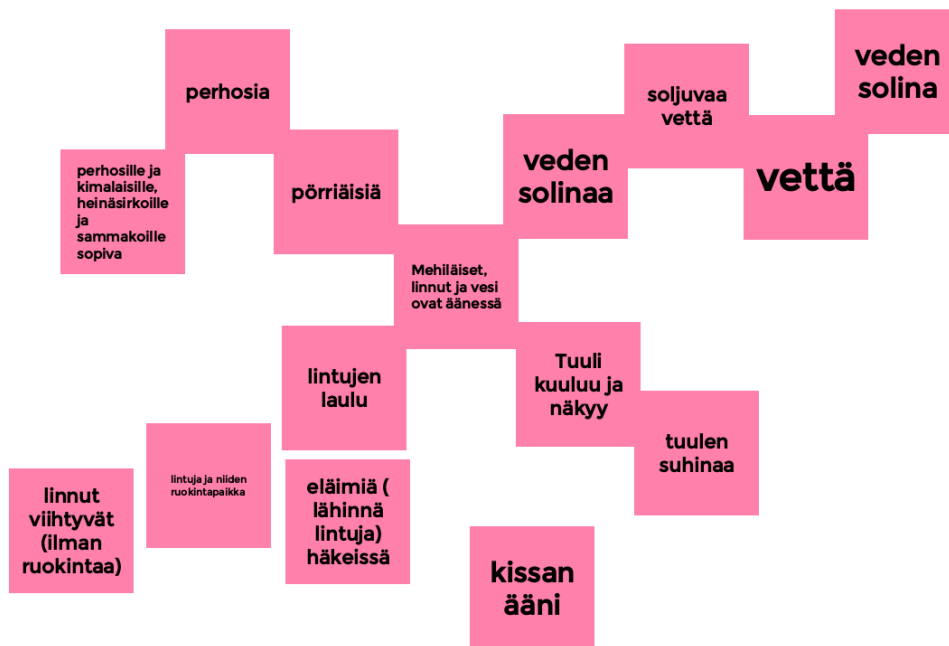 veden
solina
perhosia
soljuvaa
vettä
veden
solinaa
vettä
perhosille ja
kimalaisille,
heinäsirkoille
ja
sammakoille
sopiva
pörriäisiä
Mehiläiset,
linnut ja vesi
ovat äänessä
lintujen
laulu
Tuuli
kuuluu ja
näkyy
tuulen
suhinaa
lintuja ja niiden
ruokintapaikka
linnut
viihtyvät
(ilman
ruokintaa)
eläimiä (
lähinnä
lintuja)
häkeissä
kissan
ääni